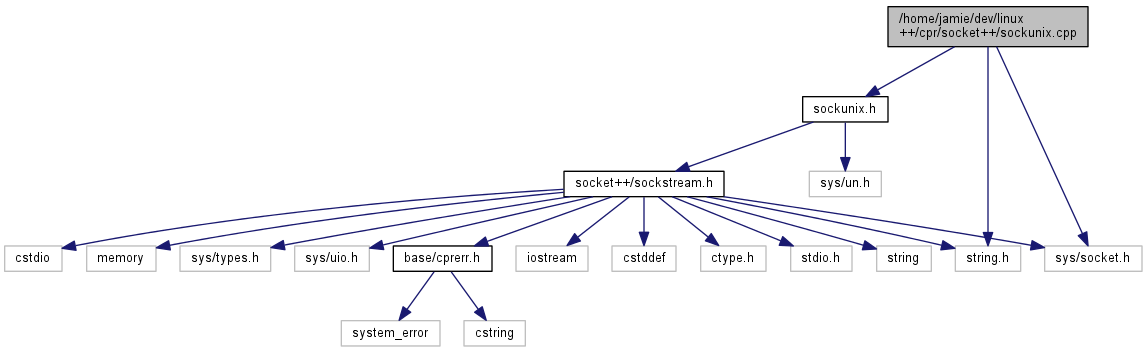 /home/jamie/dev/linux
++/cpr/socket++/sockunix.cpp
sockunix.h
socket++/sockstream.h
sys/un.h
cstdio
memory
sys/types.h
sys/uio.h
base/cprerr.h
iostream
cstddef
ctype.h
stdio.h
string
string.h
sys/socket.h
system_error
cstring